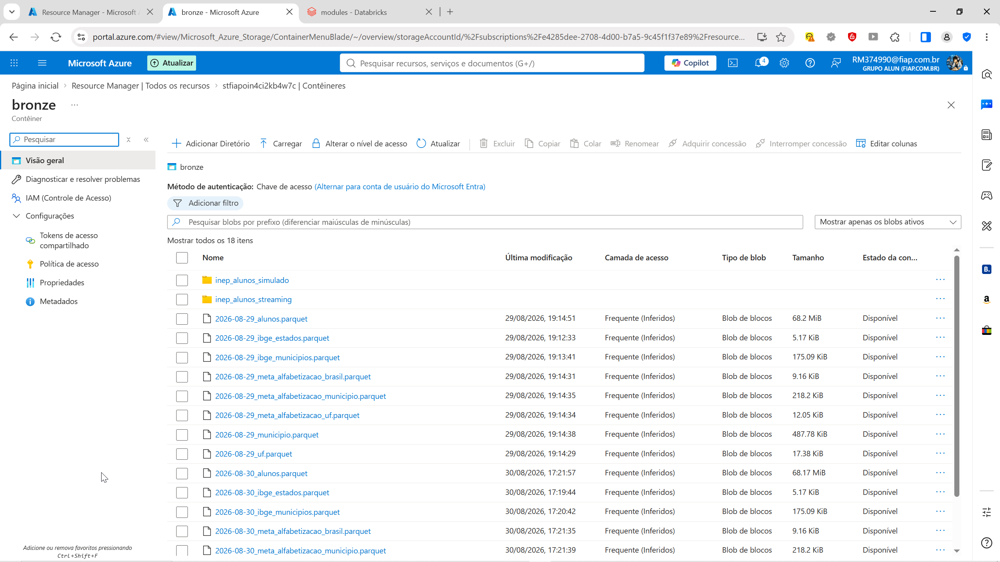 Resource Manager - Microsoft A
bronze - Microsoft Azure
modules - Databricks
portal.azure.com/#view/Microsoft_Azure_Storage/ContainerMenuBlade/~/overview/storageAccountId/%2Fsubscriptions%2Fe4285dee-2708-4d00-b7a5-9c45f1f37e89%2Fresource...
Microsoft Azure
Atualizar
Pesquisar recursos, serviços e documentos (G+/)
Copilot
4
RM374990@fiap.com.br
GRUPO ALUN (FIAP.COM.BR)
Página inicial > Resource Manager | Todos os recursos > stfiapoin4ci2kb4w7c | Contêineres
bronze ...
Contêiner
Pesquisar
Visão geral
Diagnosticar e resolver problemas
IAM (Controle de Acesso)
Configurações
Tokens de acesso
compartilhado
Política de acesso
Propriedades
Metadados
Adicione ou remova favoritos pressionando
Ctrl+Shift+F
Adicionar Diretório
Carregar
Alterar o nível de acesso
Atualizar
Excluir
Copiar
Colar
Renomear
Adquirir concessão
Interromper concessão
Editar colunas
bronze
Método de autenticação: Chave de acesso (Alternar para conta de usuário do Microsoft Entra)
Adicionar filtro
Pesquisar blobs por prefixo (diferenciar maiúsculas de minúsculas)
Mostrar apenas os blobs ativos
Mostrar todos os 18 itens
Nome Última modificação Camada de acesso Tipo de blob Tamanho Estado da con...
inep_alunos_simulado
inep_alunos_streaming
2026-08-29_alunos.parquet 29/08/2026, 19:14:51 Frequente (Inferidos) Blob de blocos 68.2 MiB Disponível
2026-08-29_ibge_estados.parquet 29/08/2026, 19:12:33 Frequente (Inferidos) Blob de blocos 5.17 KiB Disponível
2026-08-29_ibge_municipios.parquet 29/08/2026, 19:13:41 Frequente (Inferidos) Blob de blocos 175.09 KiB Disponível
2026-08-29_meta_alfabetizacao_brasil.parquet 29/08/2026, 19:14:31 Frequente (Inferidos) Blob de blocos 9.16 KiB Disponível
2026-08-29_meta_alfabetizacao_municipio.parquet 29/08/2026, 19:14:35 Frequente (Inferidos) Blob de blocos 218.2 KiB Disponível
2026-08-29_meta_alfabetizacao_uf.parquet 29/08/2026, 19:14:34 Frequente (Inferidos) Blob de blocos 12.05 KiB Disponível
2026-08-29_municipio.parquet 29/08/2026, 19:14:38 Frequente (Inferidos) Blob de blocos 487.78 KiB Disponível
2026-08-29_uf.parquet 29/08/2026, 19:14:29 Frequente (Inferidos) Blob de blocos 17.38 KiB Disponível
2026-08-30_alunos.parquet 30/08/2026, 17:21:57 Frequente (Inferidos) Blob de blocos 68.17 MiB Disponível
2026-08-30_ibge_estados.parquet 30/08/2026, 17:19:44 Frequente (Inferidos) Blob de blocos 5.17 KiB Disponível
2026-08-30_ibge_municipios.parquet 30/08/2026, 17:20:42 Frequente (Inferidos) Blob de blocos 175.09 KiB Disponível
2026-08-30_meta_alfabetizacao_brasil.parquet 30/08/2026, 17:21:35 Frequente (Inferidos) Blob de blocos 9.16 KiB Disponível
2026-08-30_meta_alfabetizacao_municipio.parquet 30/08/2026, 17:21:39 Frequente (Inferidos) Blob de blocos 218.2 KiB Disponível
B.
a